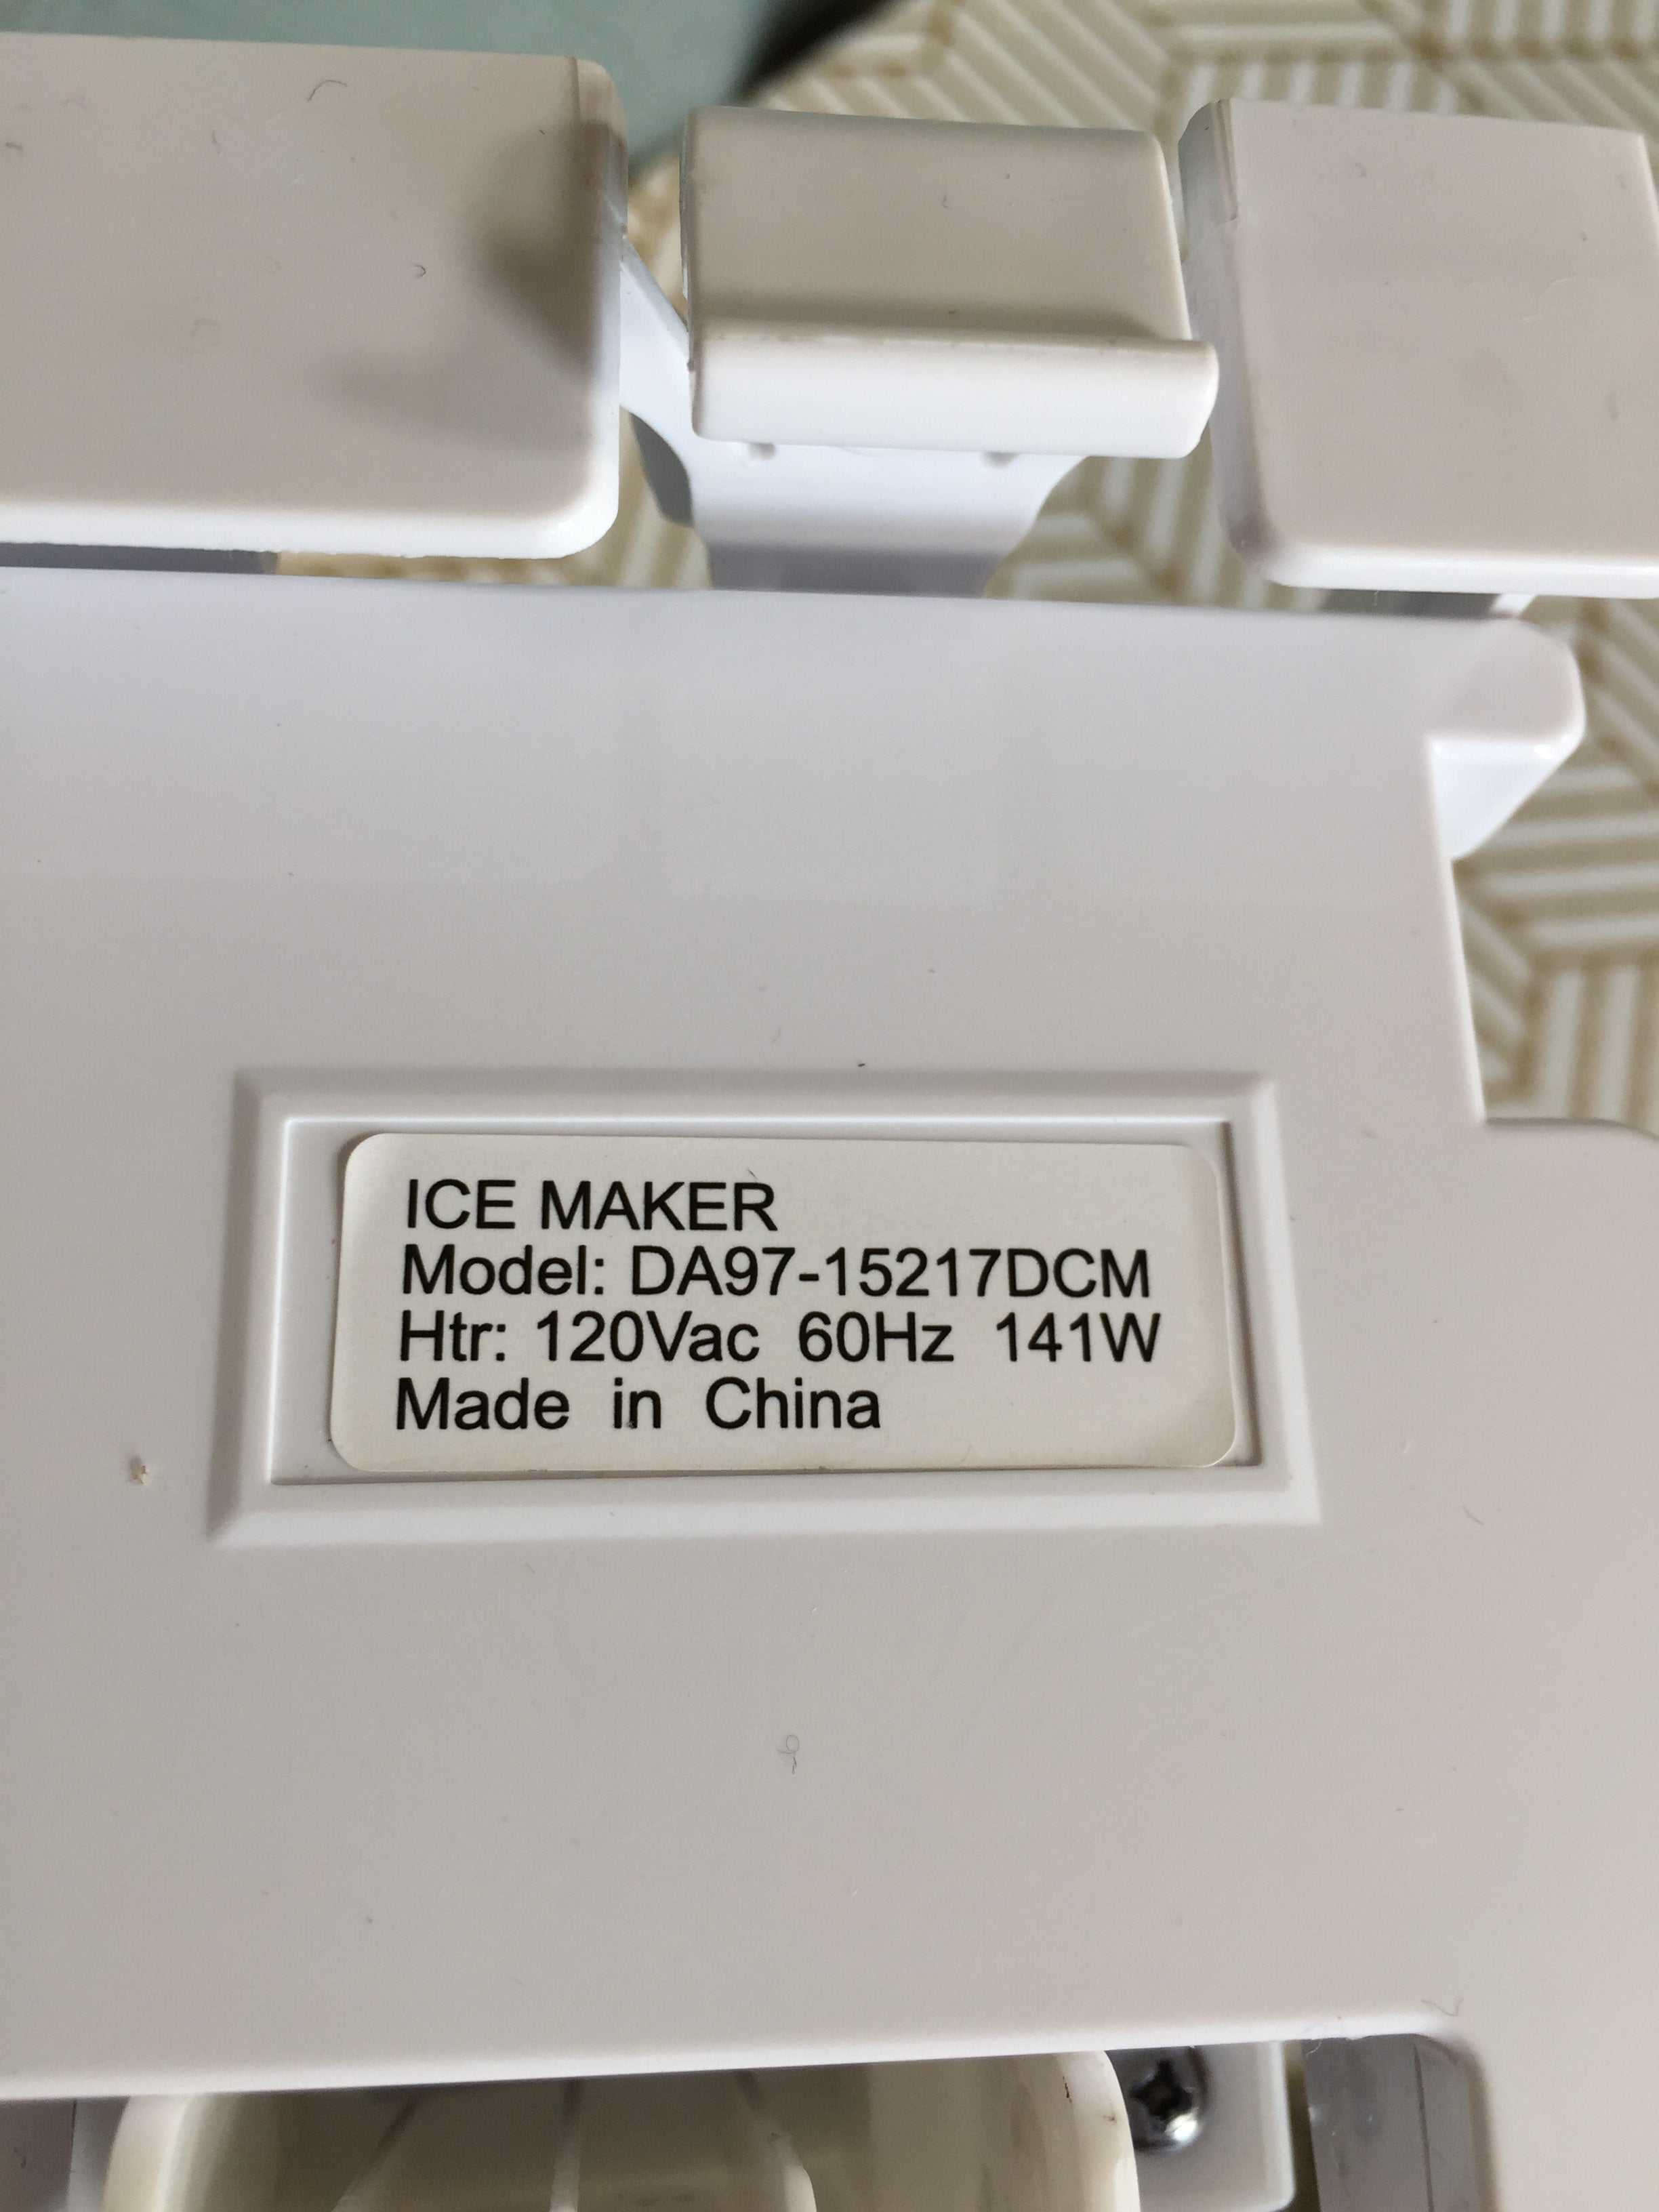 ICE MAKER
Model: DA97-15217DCM
Htr: 120Vac 60Hz 141W
Made in China